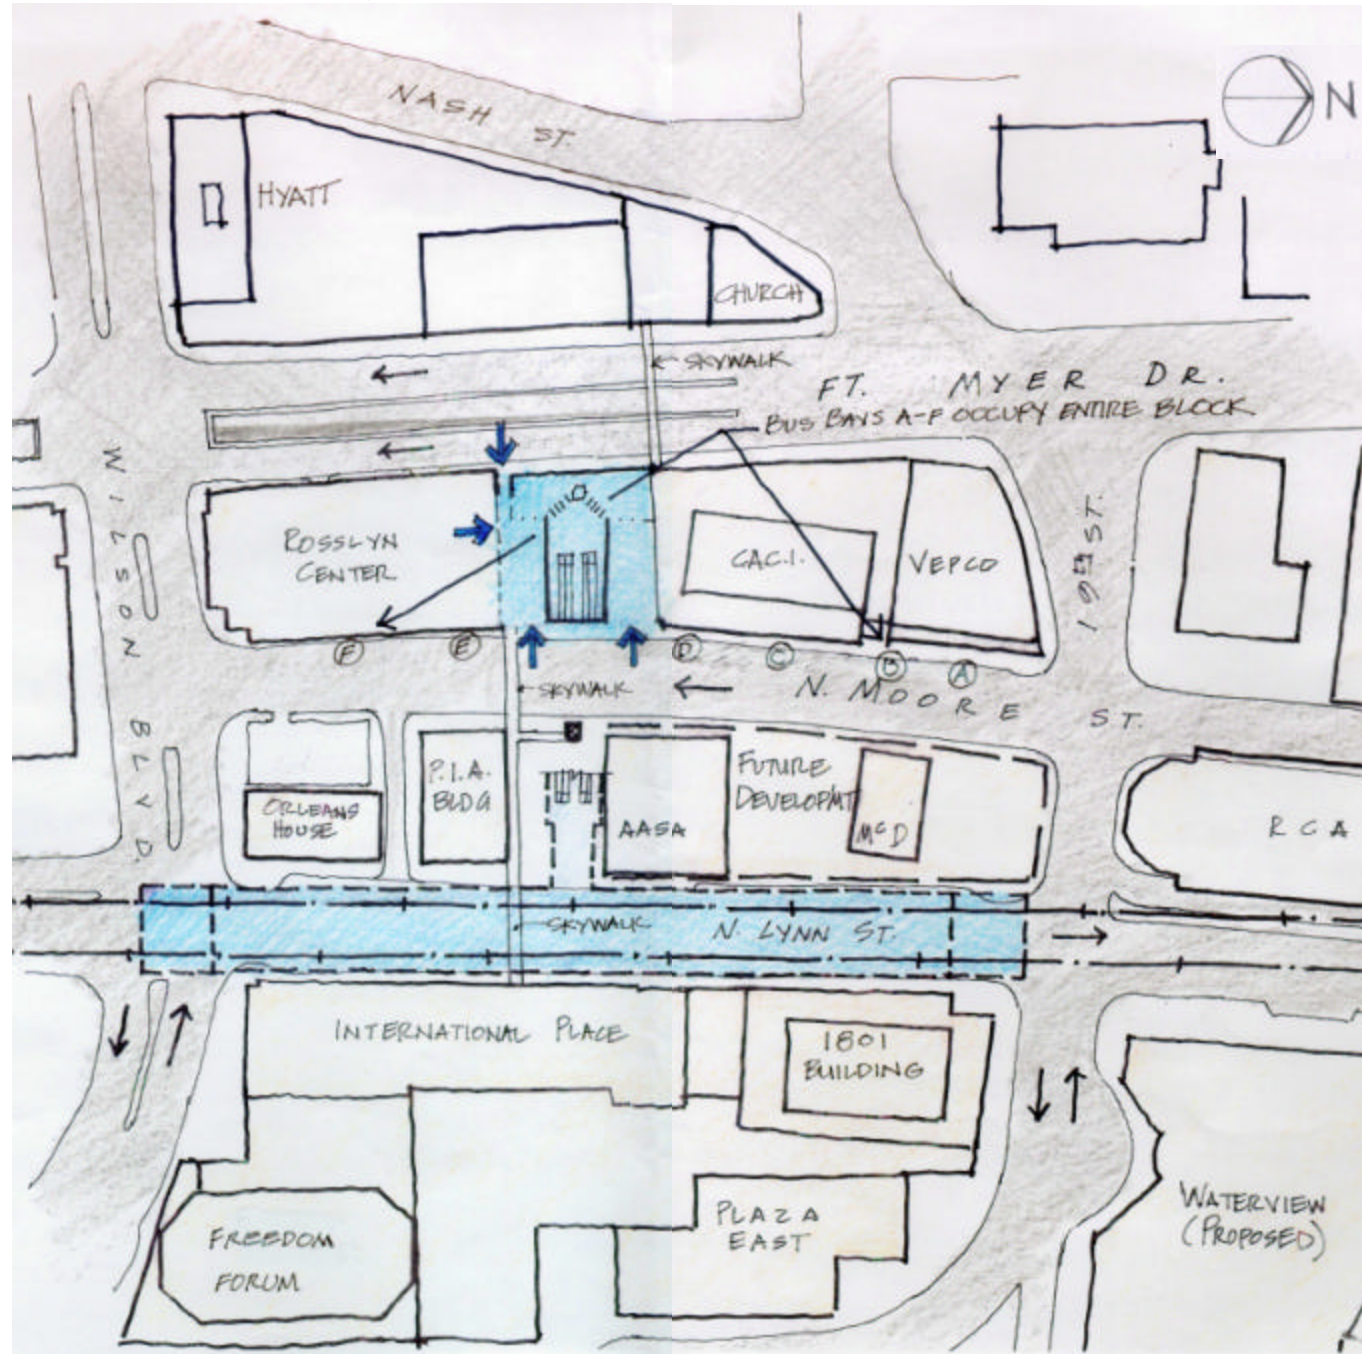 NASH ST.
N
HYATT
CHURCH
SKYWALK
FT. MYER DR.
BUS BAYS A-F OCCUPY ENTIRE BLOCK
WILSON BLVD.
ROSSLYN
CENTER
C.A.C.I.
VEPCO
19TH ST.
F
E
D
C
B
A
SKYWALK
N. MOORE ST.
P.I.A.
BLDG
ORLEANS
HOUSE
AASA
FUTURE
DEVELOPMT
McD
RCA
SKYWALK
N. LYNN ST.
INTERNATIONAL PLACE
1801
BUILDING
FREEDOM
FORUM
PLAZA
EAST
WATERVIEW
(PROPOSED)